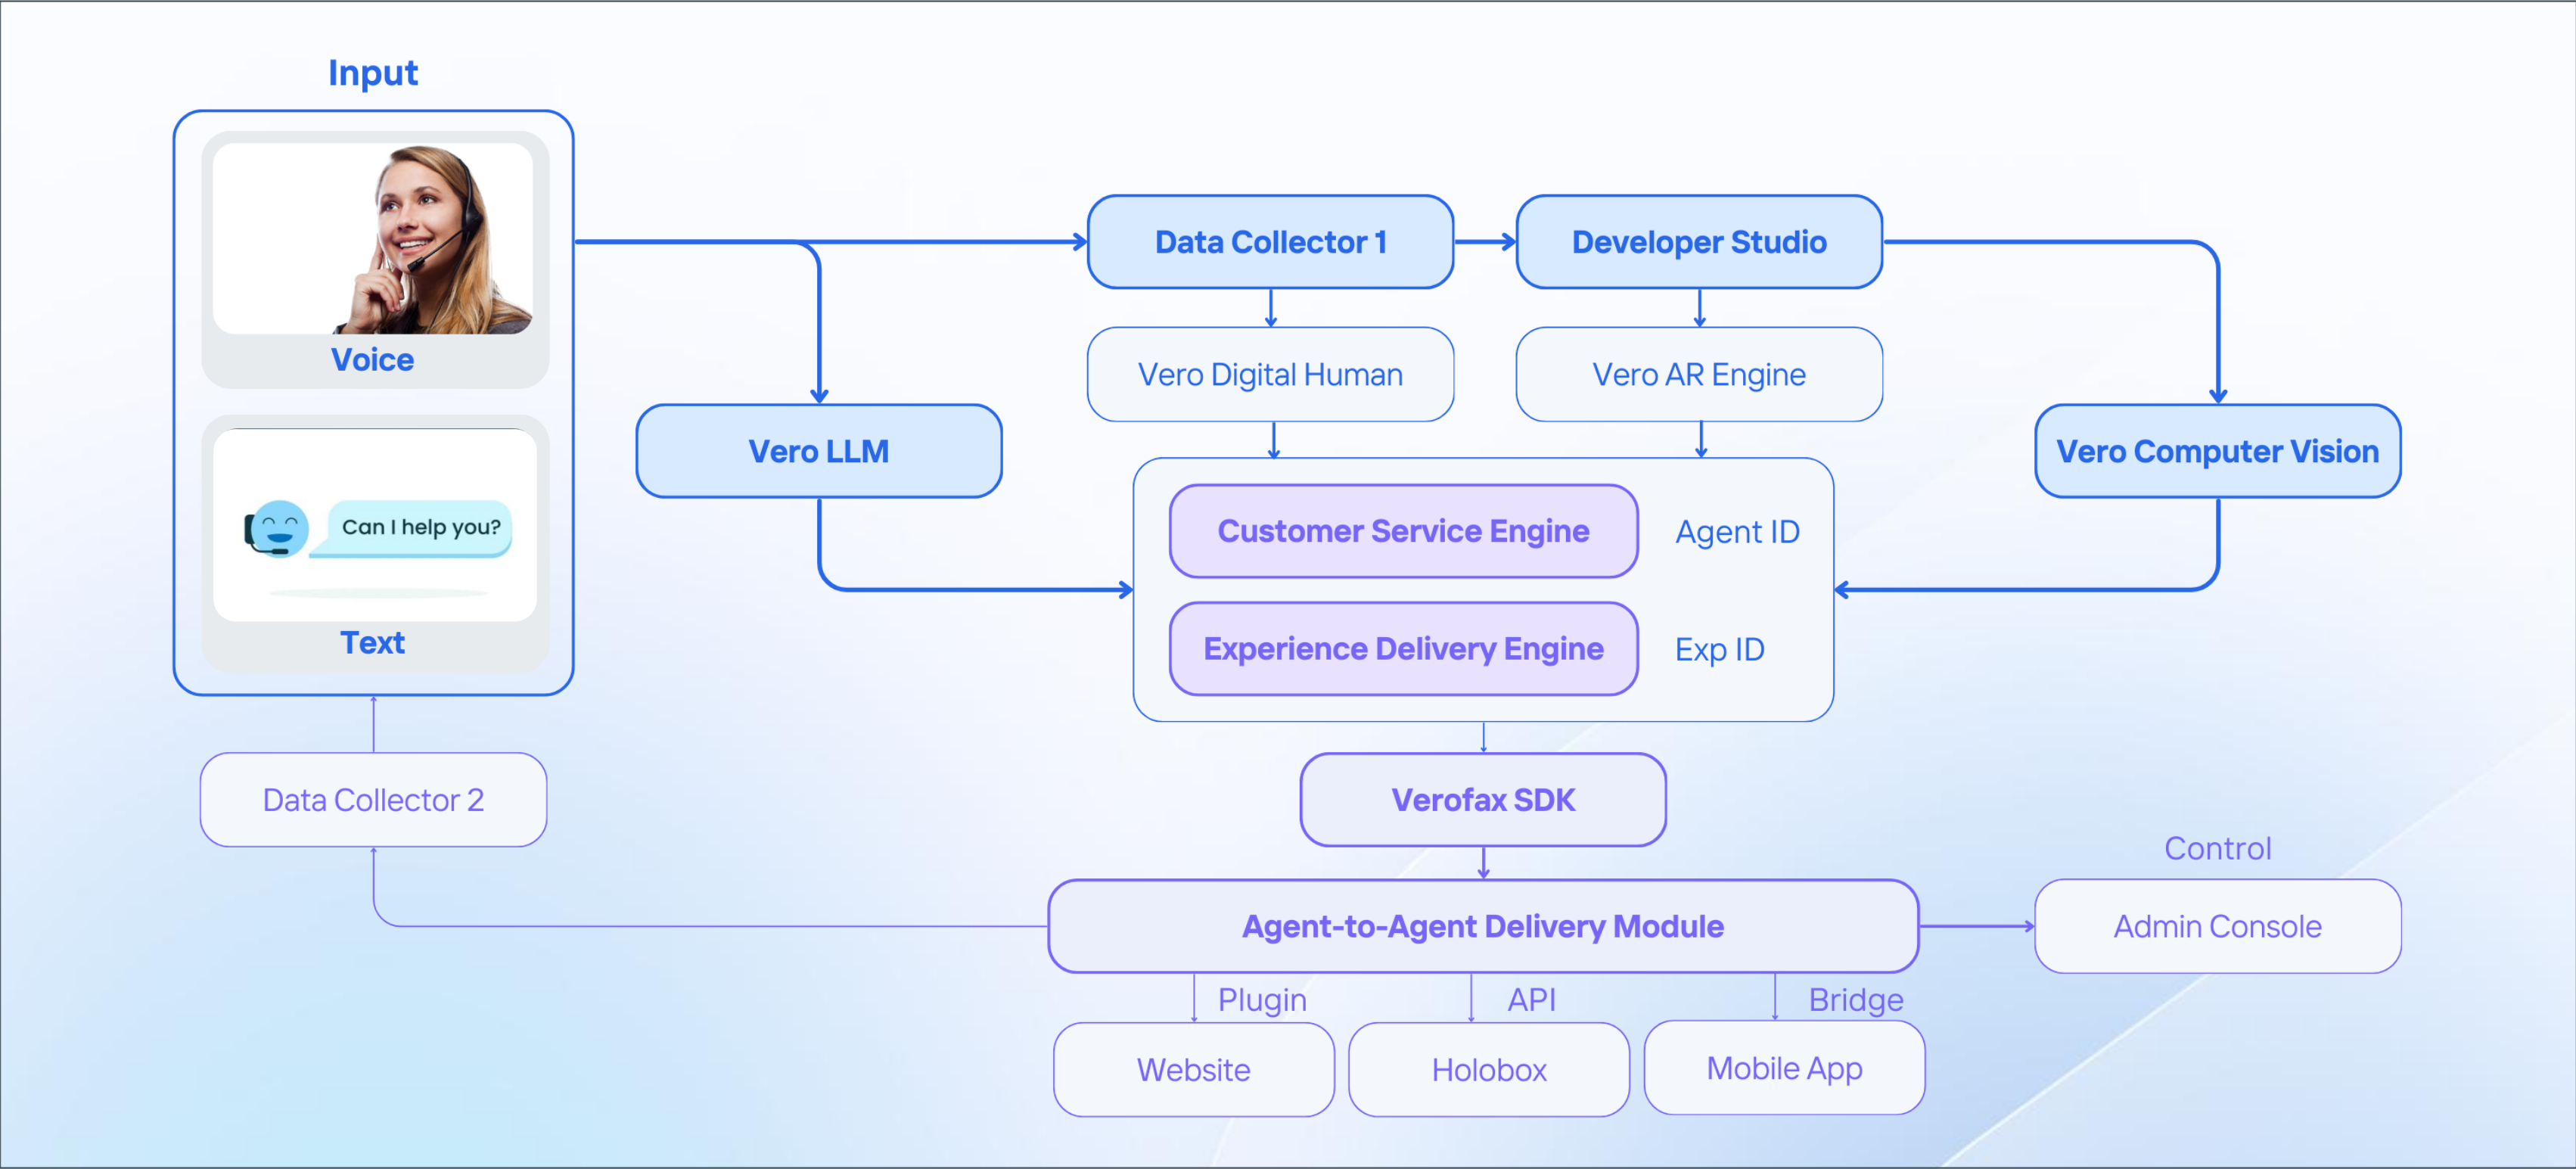 Input
Voice
Can I help you?
Text
Data Collector 1
Developer Studio
Vero Digital Human
Vero AR Engine
Vero LLM
Vero Computer Vision
Customer Service Engine
Agent ID
Experience Delivery Engine
Exp ID
Data Collector 2
Verofax SDK
Control
Agent-to-Agent Delivery Module
Admin Console
Plugin
API
Bridge
Website
Holobox
Mobile App